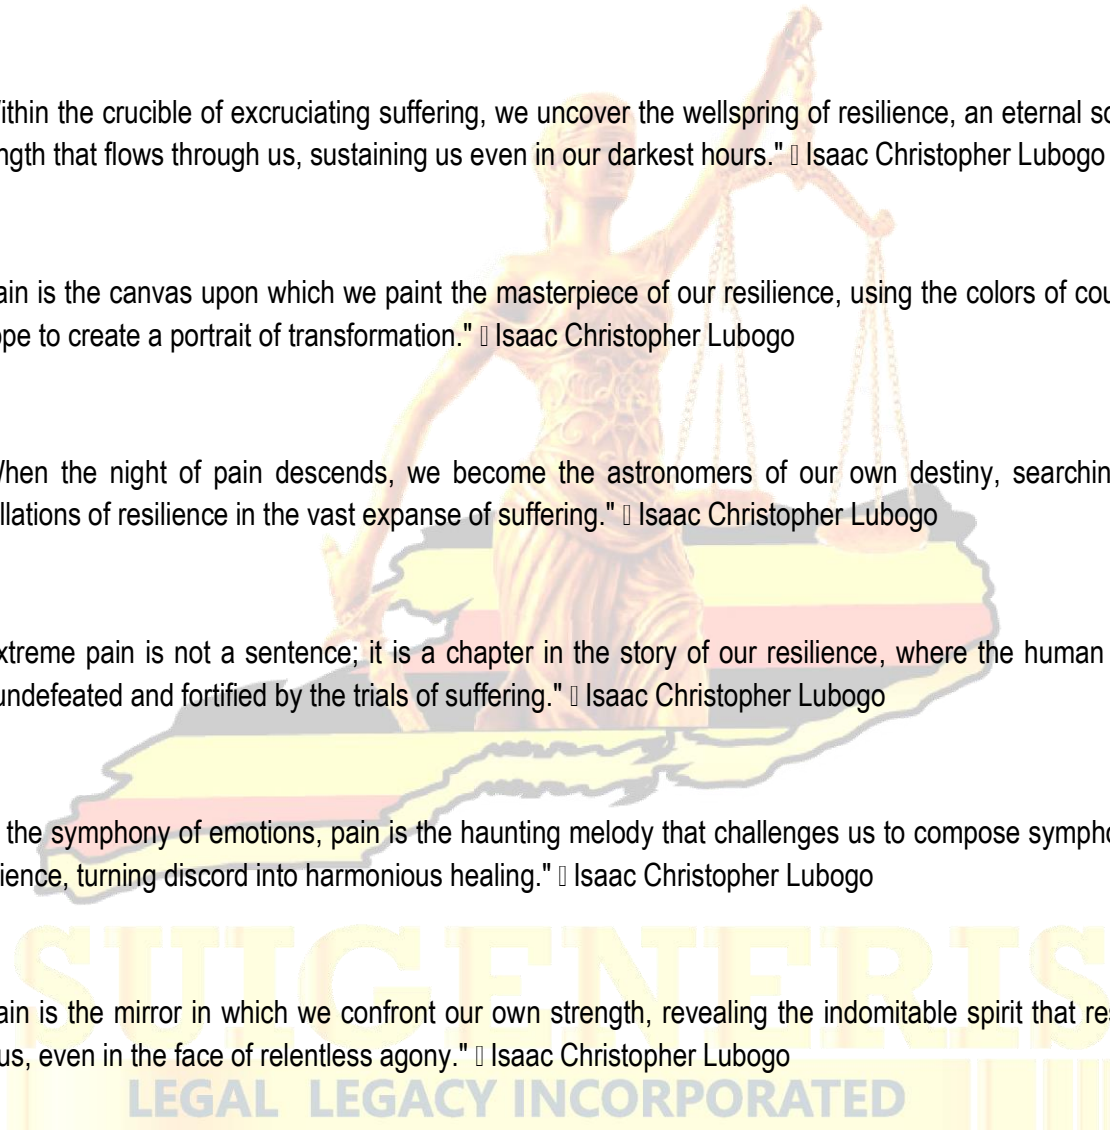 ithin the crucible of excruciating suffering, we uncover the wellspring of resilience, an eternal so
ngth that flows through us, sustaining us even in our darkest hours." ▯ Isaac Christopher Lubogo
ain is the canvas upon which we paint the masterpiece of our resilience, using the colors of cou
ope to create a portrait of transformation." ▯ Isaac Christopher Lubogo
hen the night of pain descends, we become the astronomers of our own destiny, searchin
llations of resilience in the vast expanse of suffering." ▯ Isaac Christopher Lubogo
xtreme pain is not a sentence; it is a chapter in the story of our resilience, where the human
undefeated and fortified by the trials of suffering." ▯ Isaac Christopher Lubogo
the symphony of emotions, pain is the haunting melody that challenges us to compose sympho
ience, turning discord into harmonious healing." ▯ Isaac Christopher Lubogo
SUIGENERIS
ain is the mirror in which we confront our own strength, revealing the indomitable spirit that res
us, even in the face of relentless agony." ▯ Isaac Christopher Lubogo
LEGAL LEGACY INCORPORATED